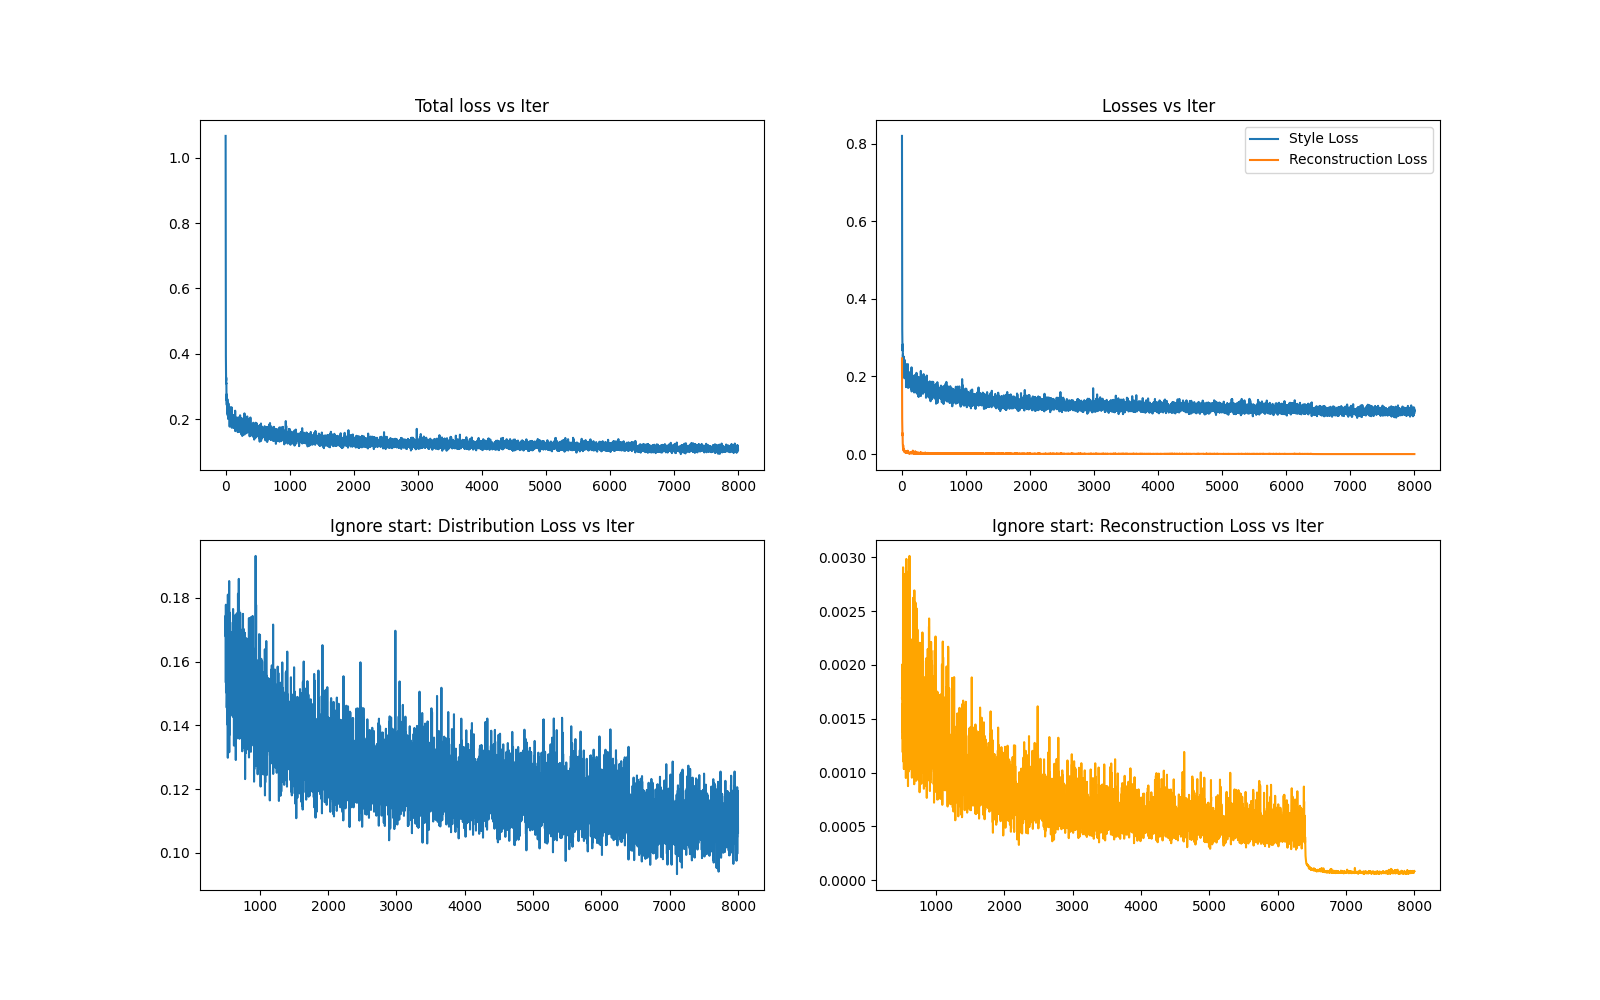 Total loss vs Iter
1.0
0.8
0.6
0.4
0.2
0 1000 2000 3000 4000 5000 6000 7000 8000
Losses vs Iter
Style Loss
Reconstruction Loss
0.8
0.6
0.4
0.2
0.0
0 1000 2000 3000 4000 5000 6000 7000 8000
Ignore start: Distribution Loss vs Iter
0.18
0.16
0.14
0.12
0.10
1000 2000 3000 4000 5000 6000 7000 8000
Ignore start: Reconstruction Loss vs Iter
0.0030
0.0025
0.0020
0.0015
0.0010
0.0005
0.0000
1000 2000 3000 4000 5000 6000 7000 8000